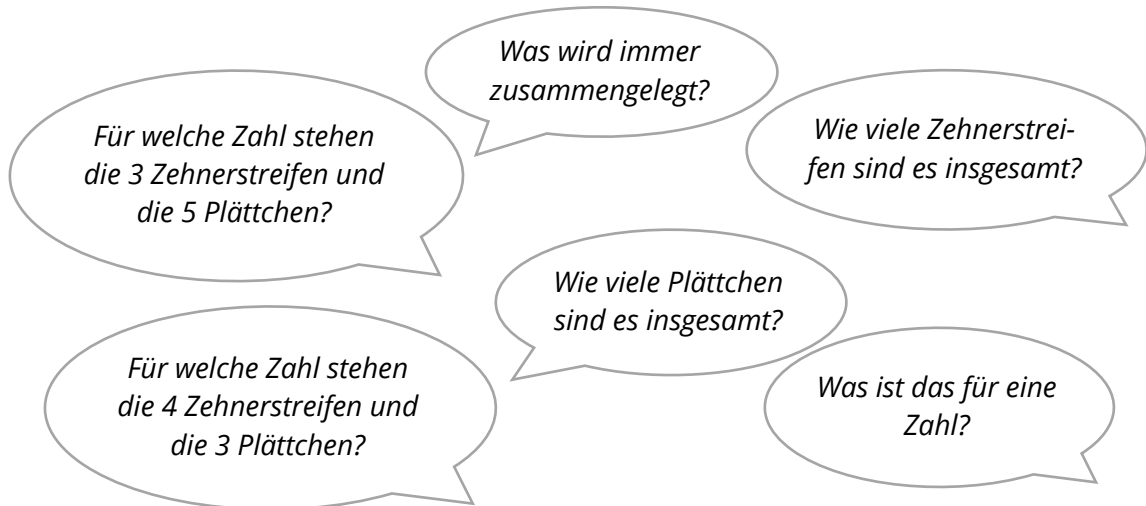 Was wird immer
zusammengelegt?
Für welche Zahl stehen
die 3 Zehnerstreifen und
die 5 Plättchen?
Wie viele Zehnerstrei-
fen sind es insgesamt?
Wie viele Plättchen
sind es insgesamt?
Für welche Zahl stehen
die 4 Zehnerstreifen und
die 3 Plättchen?
Was ist das für eine
Zahl?